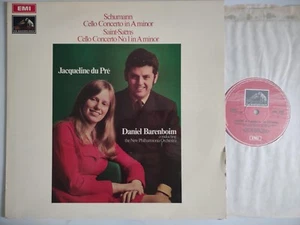 EMI
Schumann
Cello Concerto in A minor
Saint-Saëns
Cello Concerto No.1 in A minor
Jacqueline du Pré
Daniel Barenboim
conducting
the New Philharmonia Orchestra
EMI